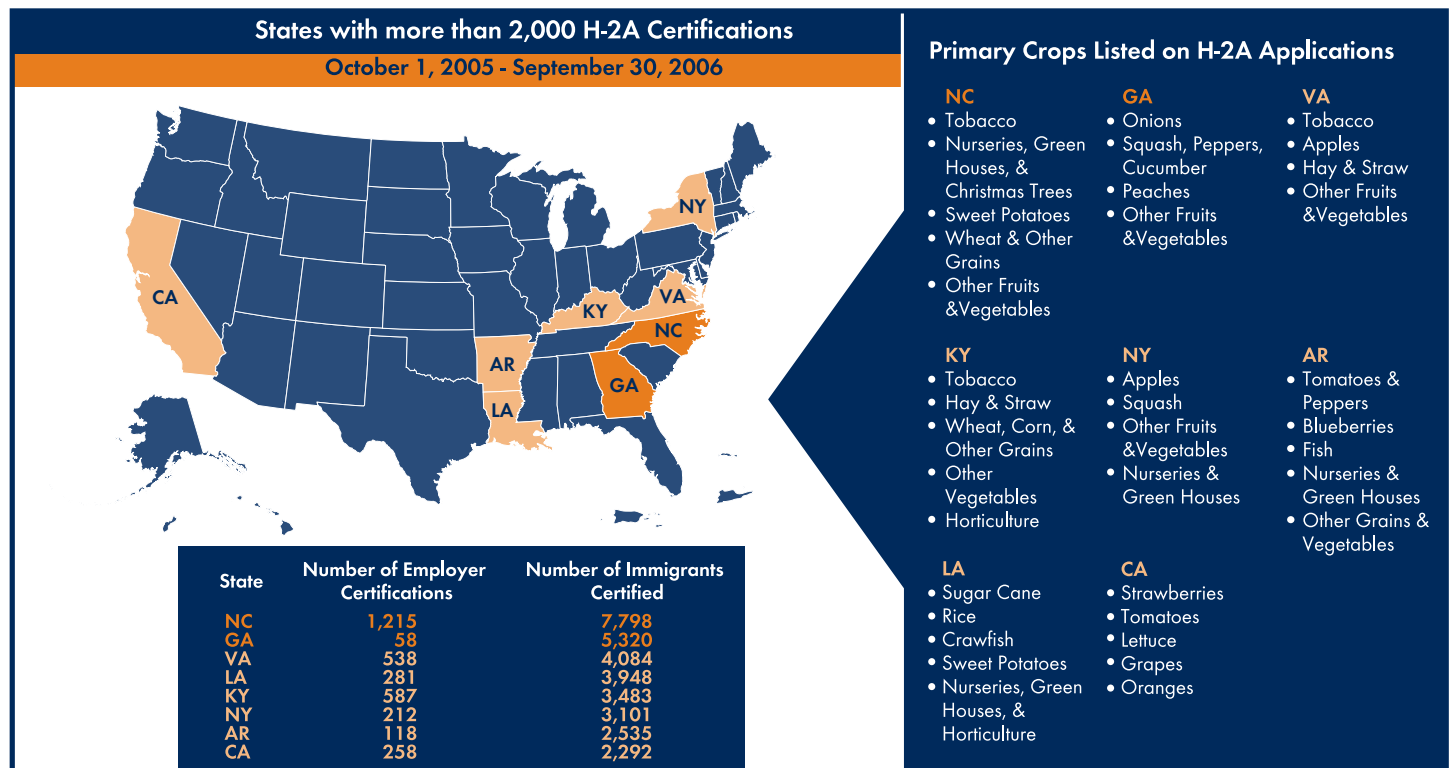 States with more than 2,000 H-2A Certifications
October 1, 2005 - September 30, 2006
NY
CA
VA
KY
NC
AR
GA
LA
State
Number of Employer
Certifications
Number of Immigrants
Certified
NC 1,215 7,798
GA 58 5,320
VA 538 4,084
LA 281 3,948
KY 587 3,483
NY 212 3,101
AR 118 2,535
CA 258 2,292
Primary Crops Listed on H-2A Applications
NC
• Tobacco
• Nurseries, Green
Houses, &
Christmas Trees
• Sweet Potatoes
• Wheat & Other
Grains
• Other Fruits
&Vegetables
GA
• Onions
• Squash, Peppers,
Cucumber
• Peaches
• Other Fruits
&Vegetables
VA
• Tobacco
• Apples
• Hay & Straw
• Other Fruits
&Vegetables
KY
• Tobacco
• Hay & Straw
• Wheat, Corn, &
Other Grains
• Other
Vegetables
• Horticulture
NY
• Apples
• Squash
• Other Fruits
&Vegetables
• Nurseries &
Green Houses
AR
• Tomatoes &
Peppers
• Blueberries
• Fish
• Nurseries &
Green Houses
• Other Grains &
Vegetables
LA
• Sugar Cane
• Rice
• Crawfish
• Sweet Potatoes
• Nurseries, Green
Houses, &
Horticulture
CA
• Strawberries
• Tomatoes
• Lettuce
• Grapes
• Oranges